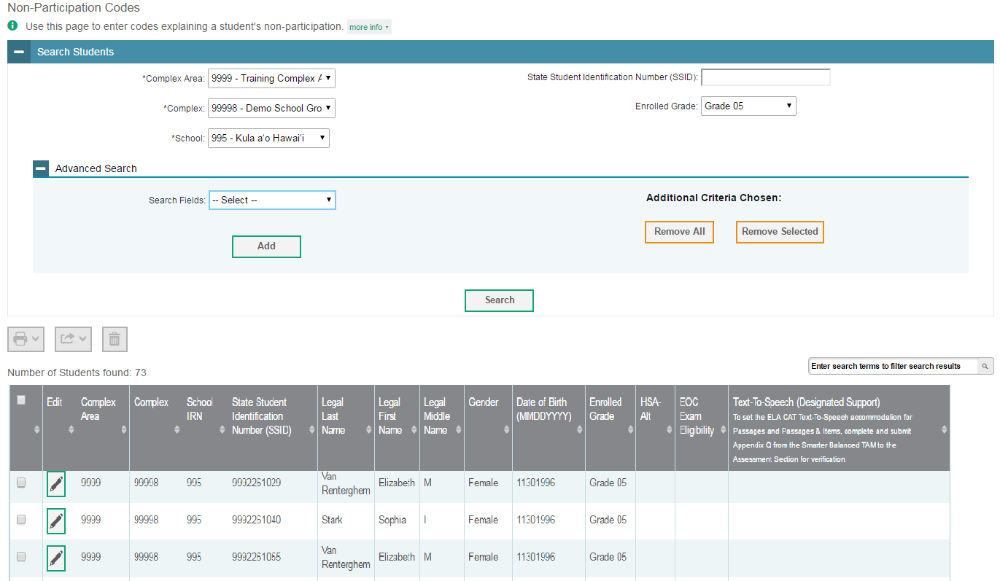 Non-Participation Codes
Use this page to enter codes explaining a student's non-participation. more info
Search Students
*Complex Area: 9999 - Training Complex A
State Student Identification Number (SSID):
*Complex: 99998 - Demo School Gro
Enrolled Grade: Grade 05
*School: 995 - Kula aʻo Hawaiʻi
Advanced Search
Search Fields: -- Select --
Additional Criteria Chosen:
Remove All Remove Selected
Add
Search
Number of Students found: 73
Enter search terms to filter search results
Edit Complex Area Complex School IRN State Student Identification Number (SSID) Legal Last Name Legal First Name Legal Middle Name Gender Date of Birth (MMDDYYYY) Enrolled Grade HSA-Alt EOC Exam Eligibility Text-To-Speech (Designated Support)
To set the ELA CAT Text-To-Speech accommodation for
Passages and Passages & Items, complete and submit
Appendix Q from the Smarter Balanced TAM to the
Assessment Section for verification.
9999 99998 995 9992261029 Van Renterghem Elizabeth M Female 11301996 Grade 05
9999 99998 995 9992261040 Stark Sophia I Female 11301996 Grade 05
9999 99998 995 9992261055 Van Renterghem Elizabeth M Female 11301996 Grade 05